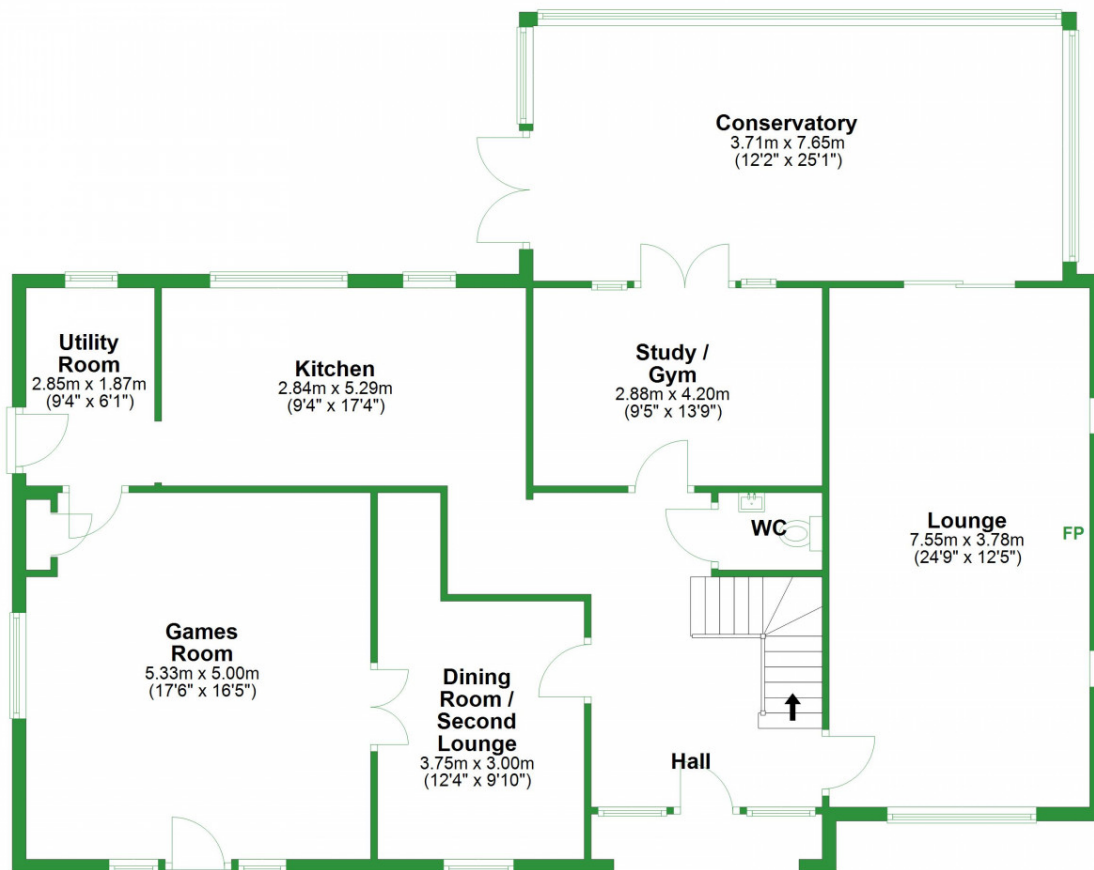 Conservatory
3.71m x 7.65m
(12'2" x 25'1")
Utility
Room
2.85m x 1.87m
(9'4" x 6'1")
Kitchen
2.84m x 5.29m
(9'4" x 17'4")
Study /
Gym
2.88m x 4.20m
(9'5" x 13'9")
WC
Lounge
7.55m x 3.78m
(24'9" x 12'5")
FP
Games
Room
5.33m x 5.00m
(17'6" x 16'5")
Dining
Room /
Second
Lounge
3.75m x 3.00m
(12'4" x 9'10")
Hall